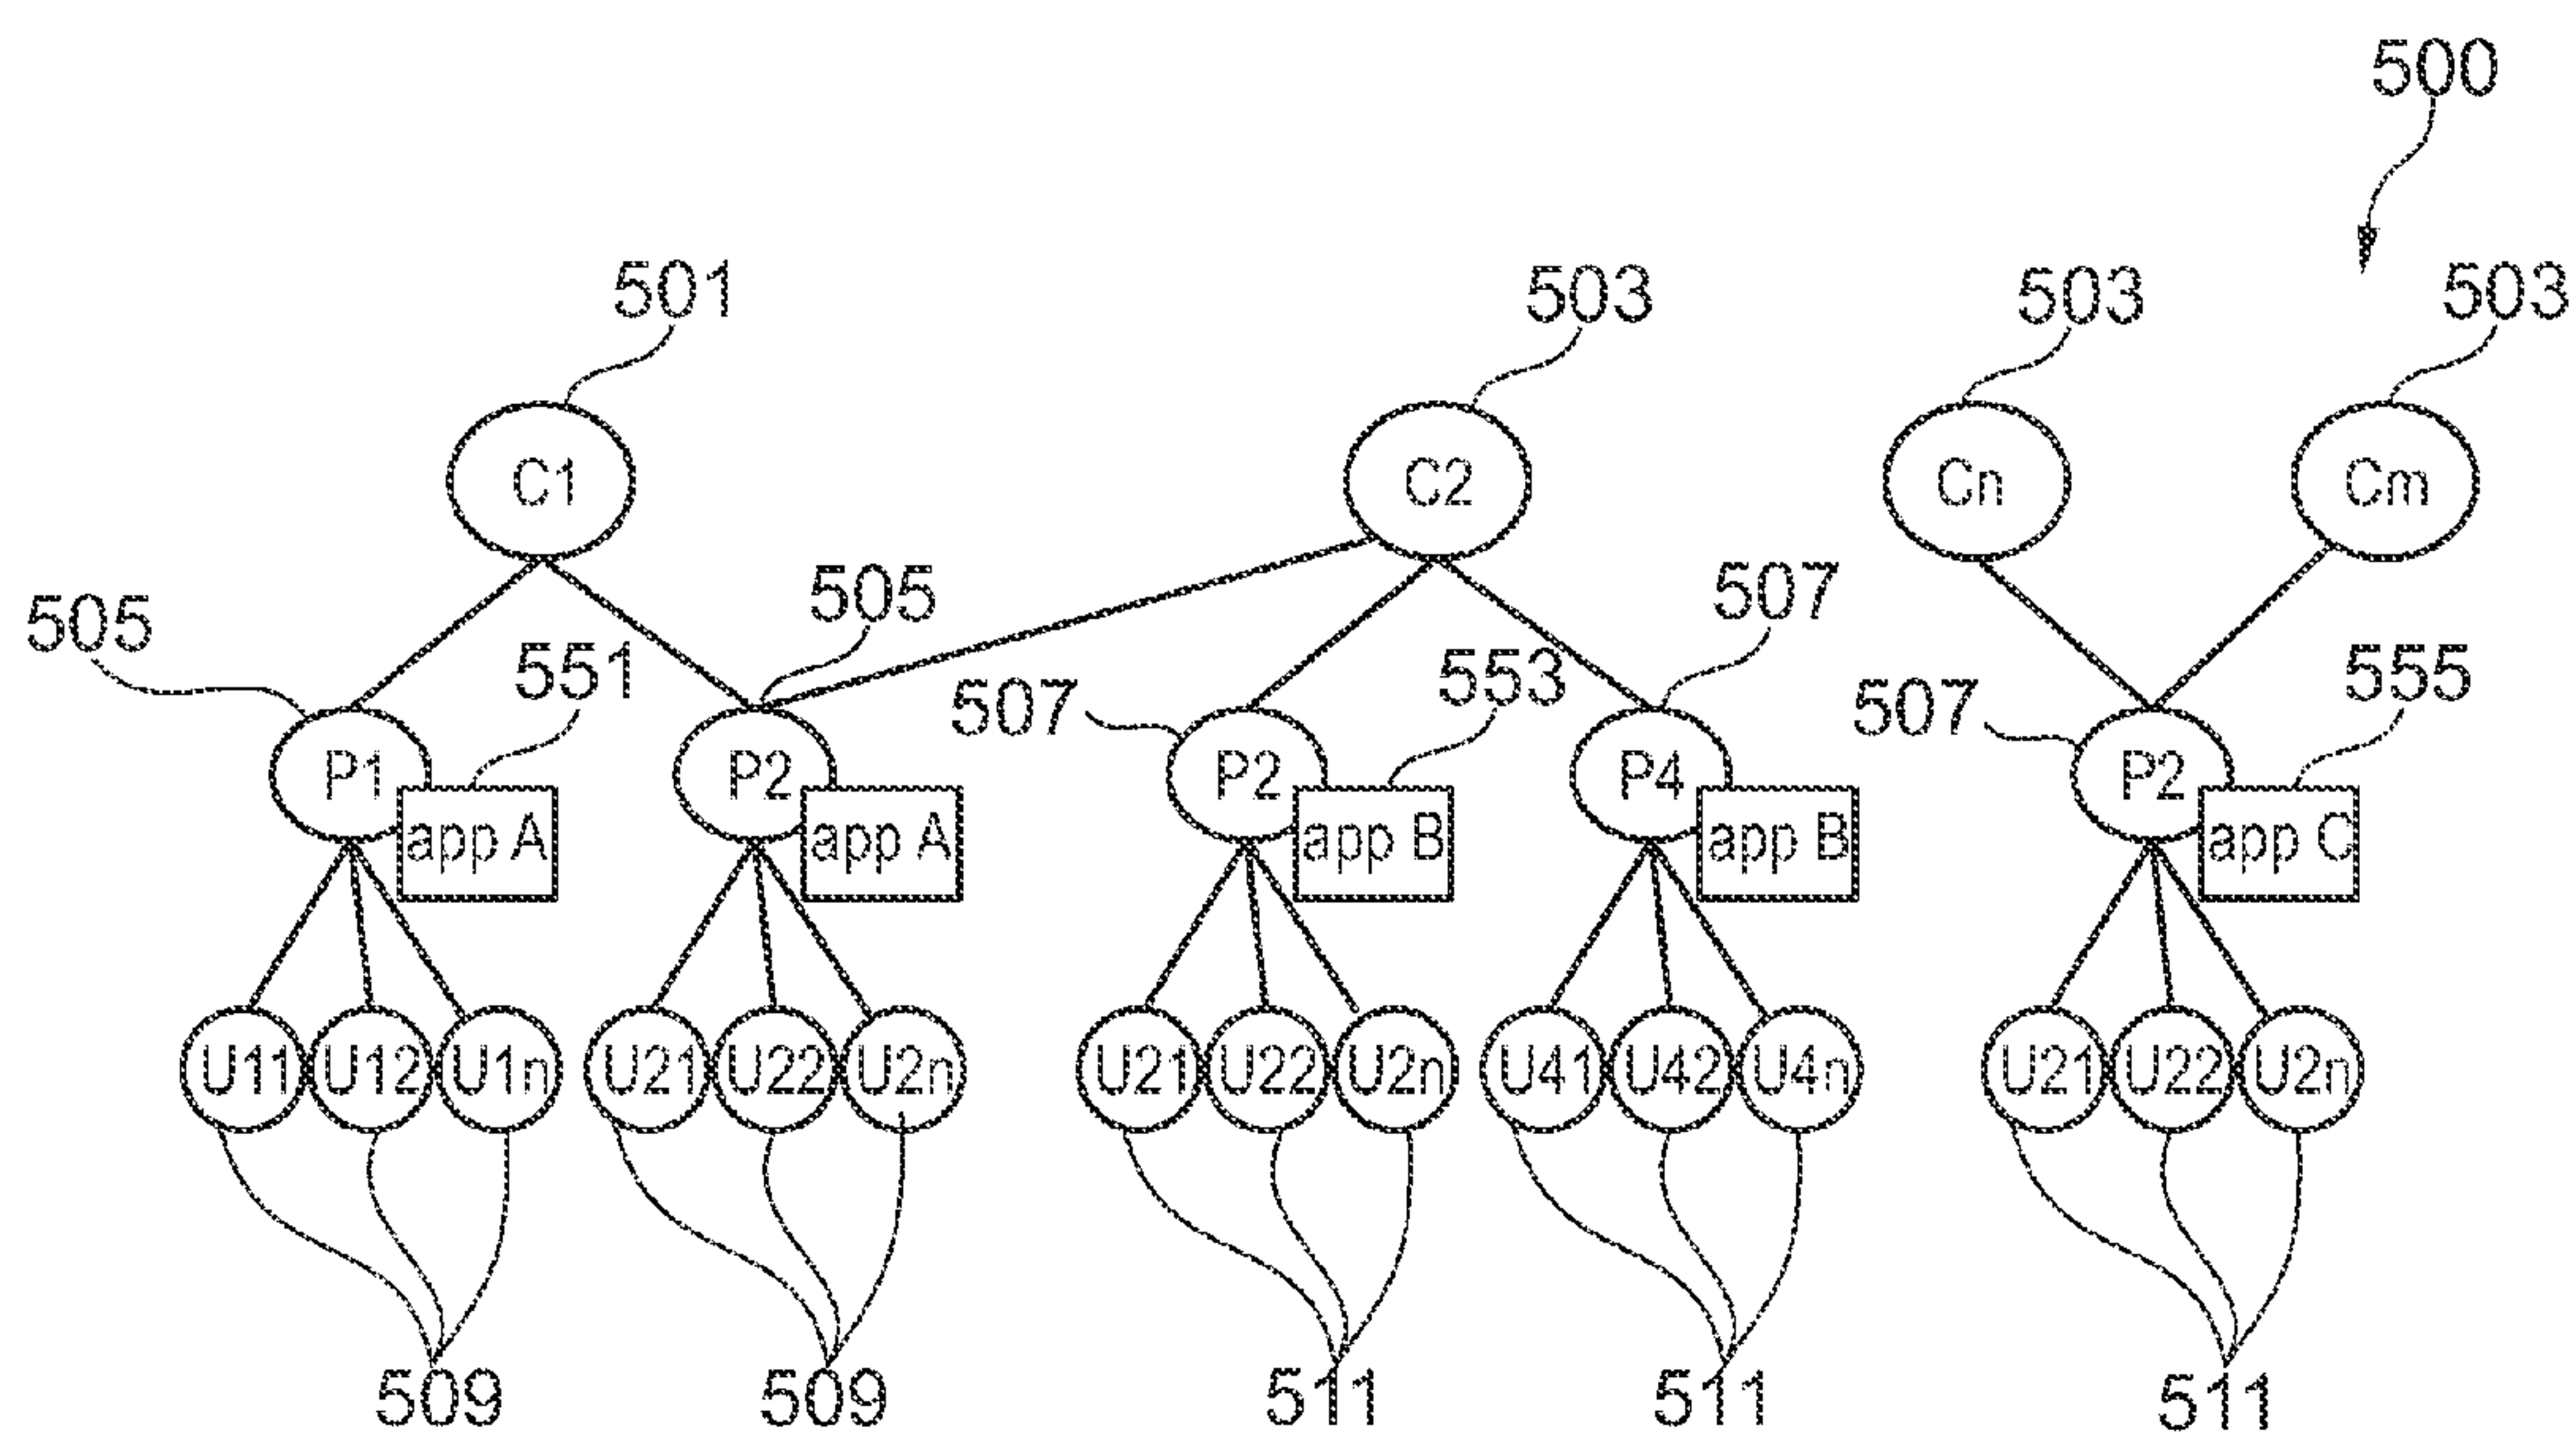 500
501 503 503 503
C1 C2 Cn Cm
505 505 507
551 553 555
507 507
P1 P2 P2 P4 P2
app A app A app B app B app C
U11 U12 U1n U21 U22 U2n U21 U22 U2n U41 U42 U4n U21 U22 U2n
509 509 511 511 511